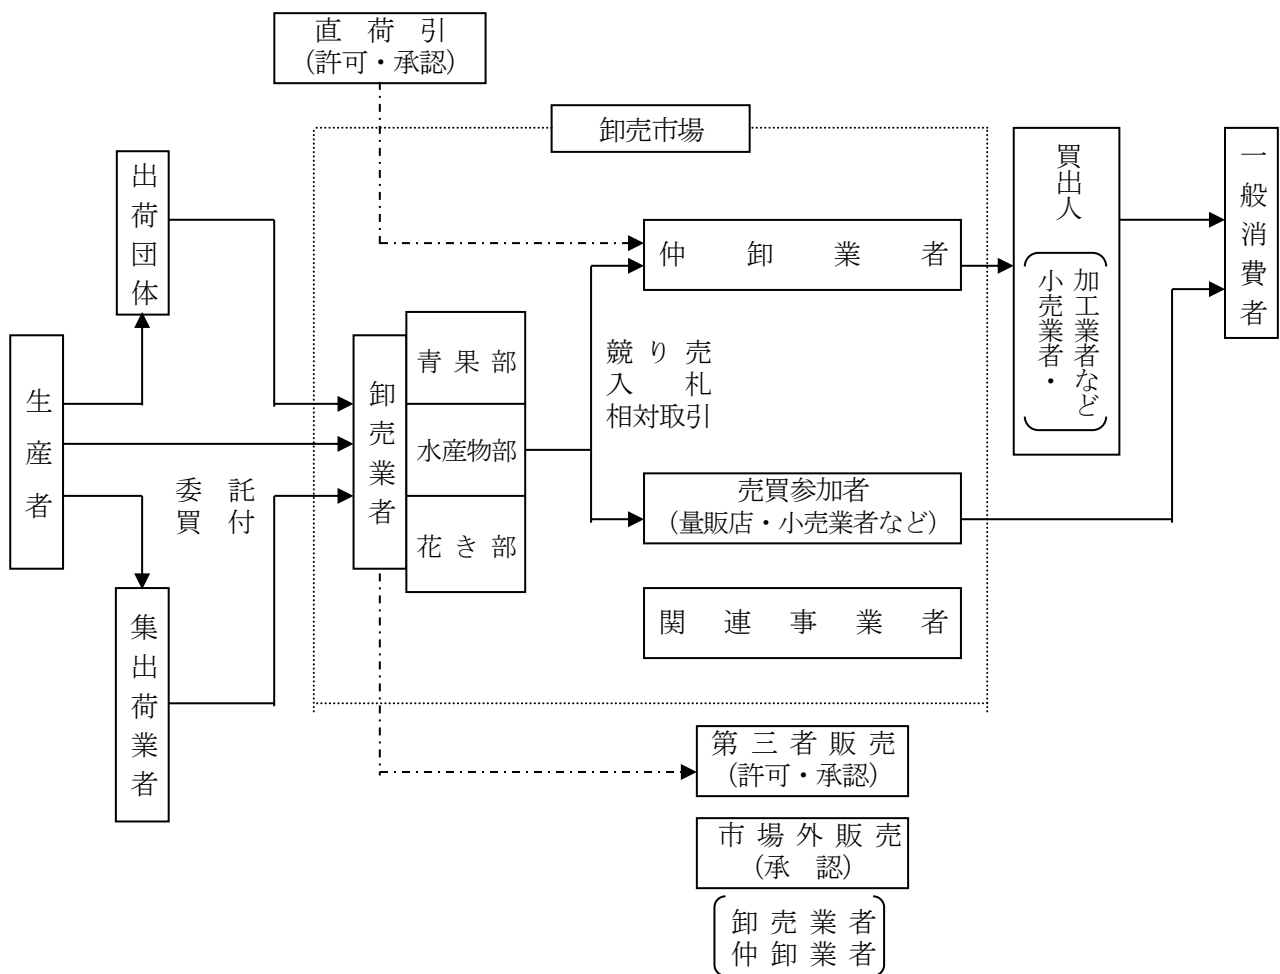 直荷引
(許可・承認)
卸売市場
出荷団体
生産者
集出荷業者
委託
買付
卸売業者
青果部
水産物部
花き部
競り売
入札
相対取引
仲卸業者
売買参加者
(量販店・小売業者など)
関連事業者
買出人
小売業者・
加工業者など
一般消費者
第三者販売
(許可・承認)
市場外販売
(承認)
卸売業者
仲卸業者